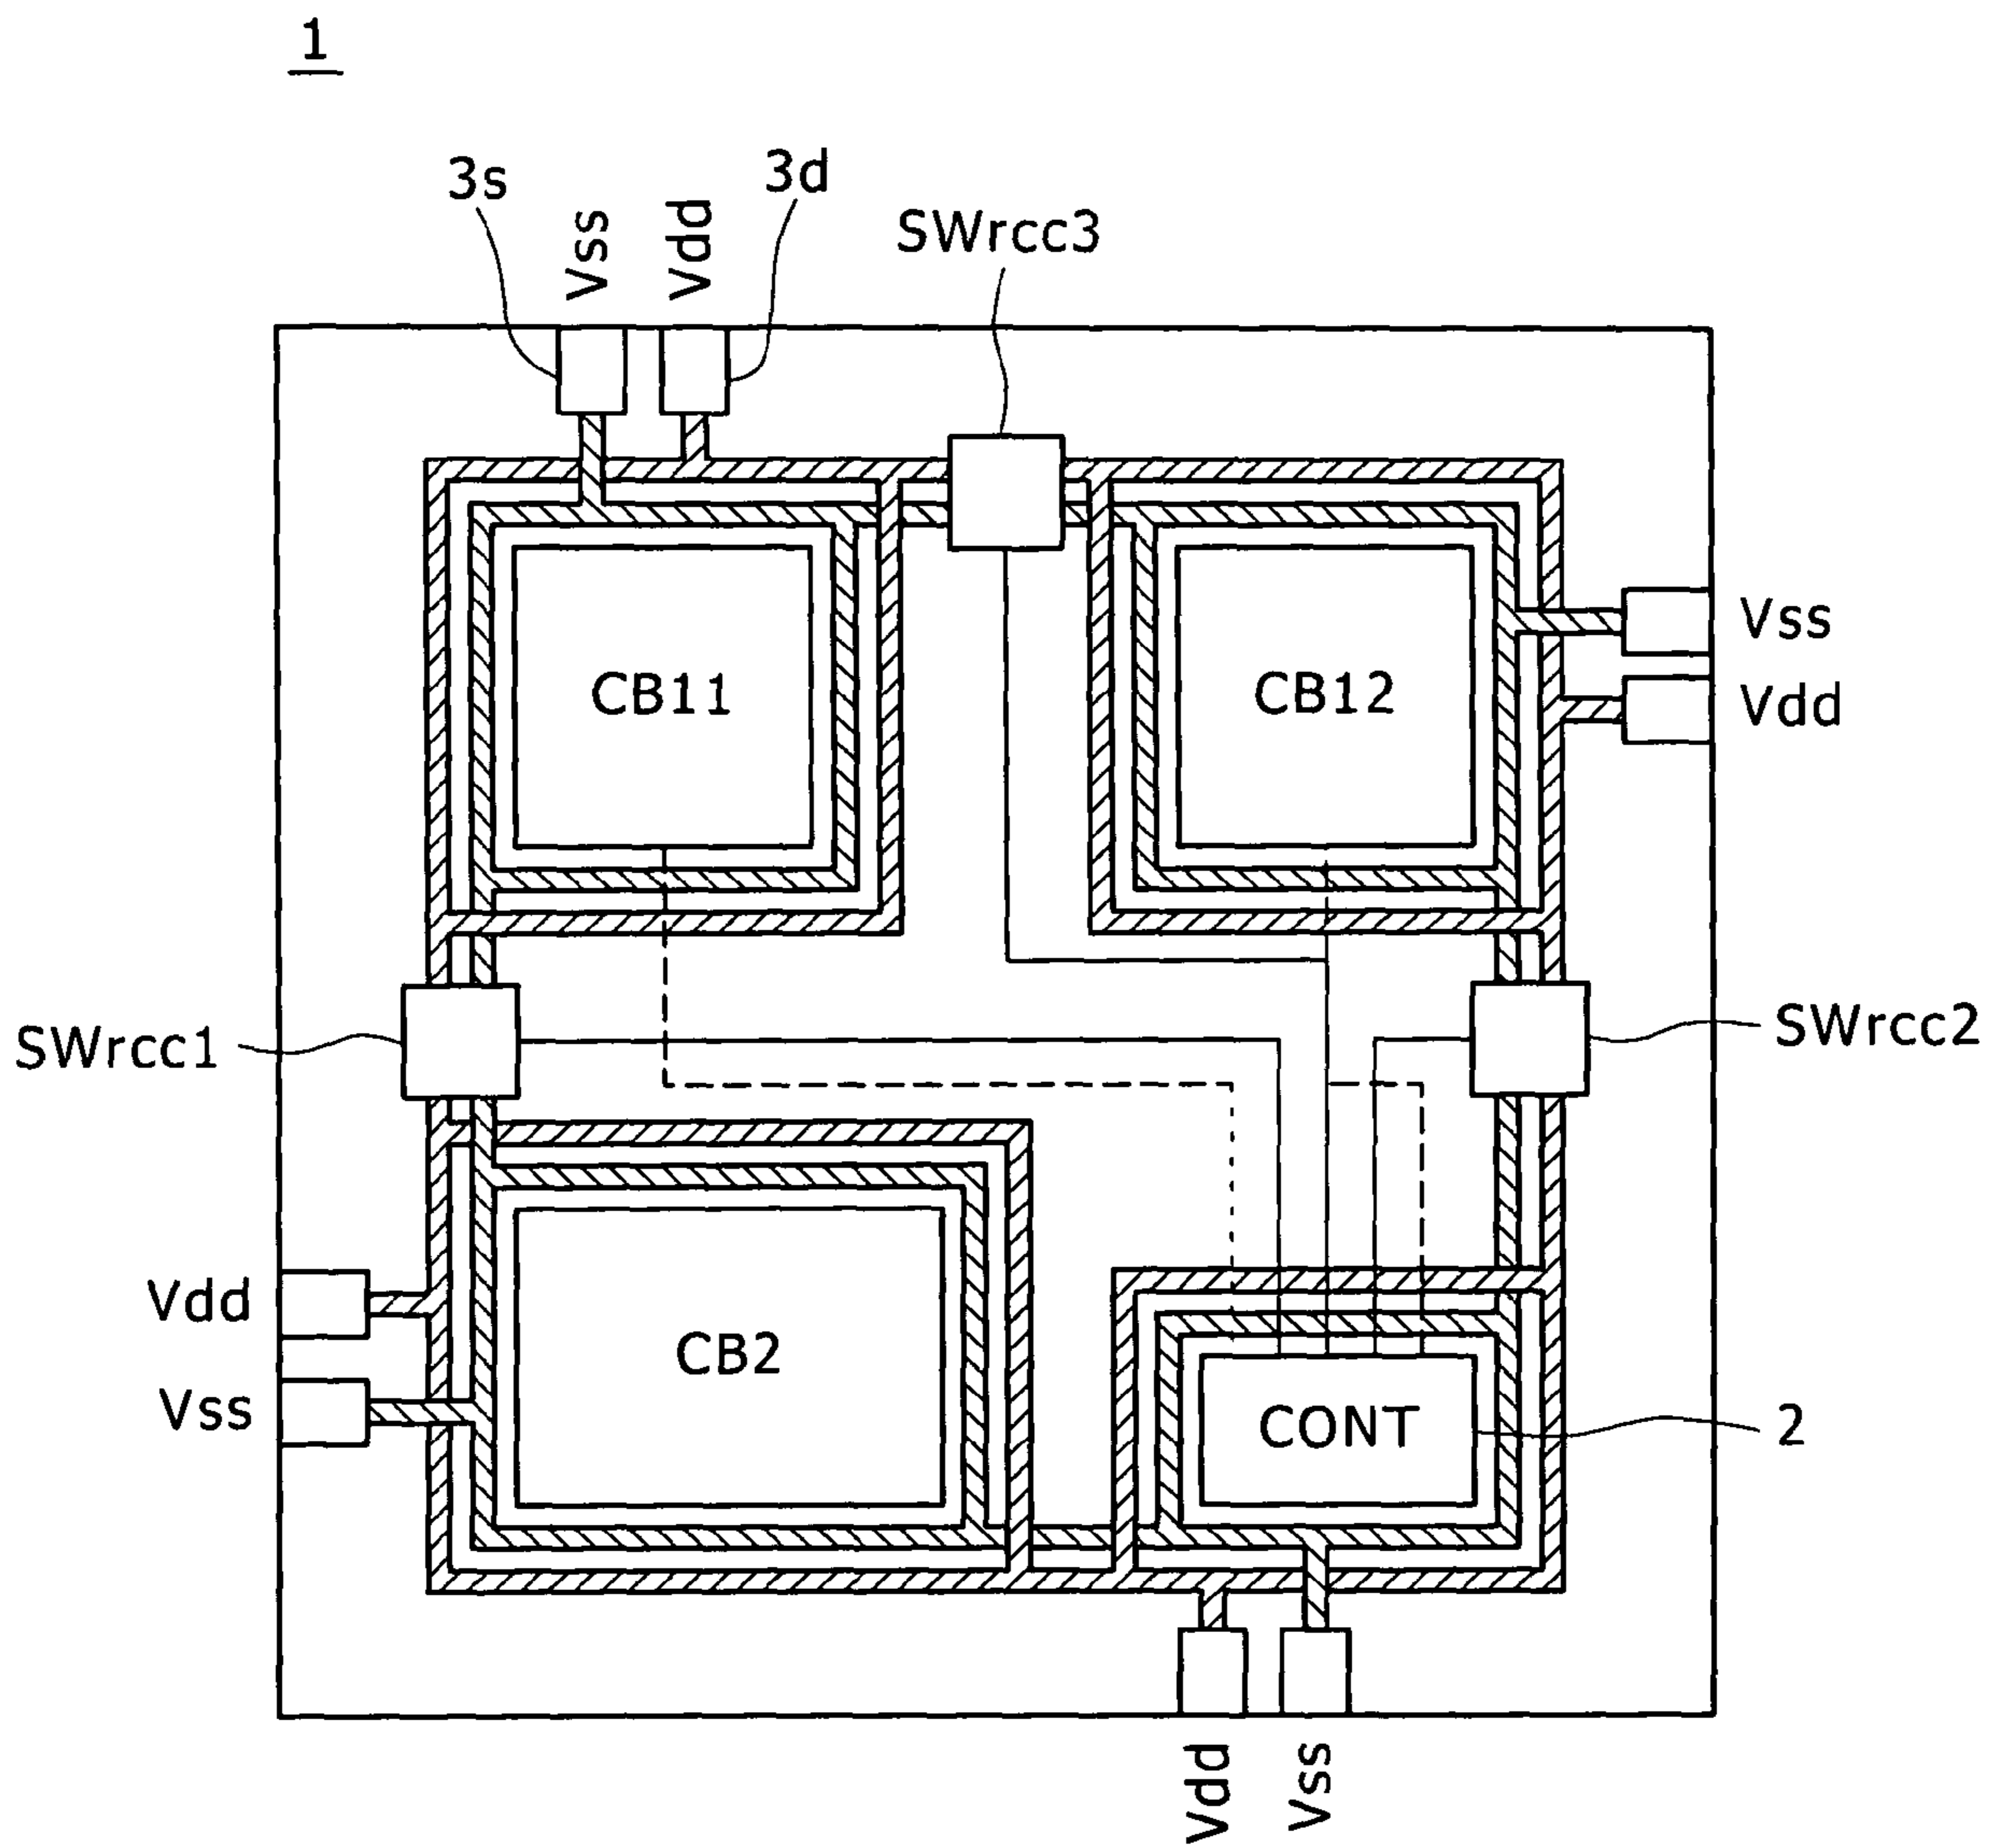 1
3s
Vss
Vdd
3d
SWrcc3
CB11
CB12
Vss
Vdd
SWrcc1
SWrcc2
Vdd
Vss
CB2
CONT
2
Vdd
Vss